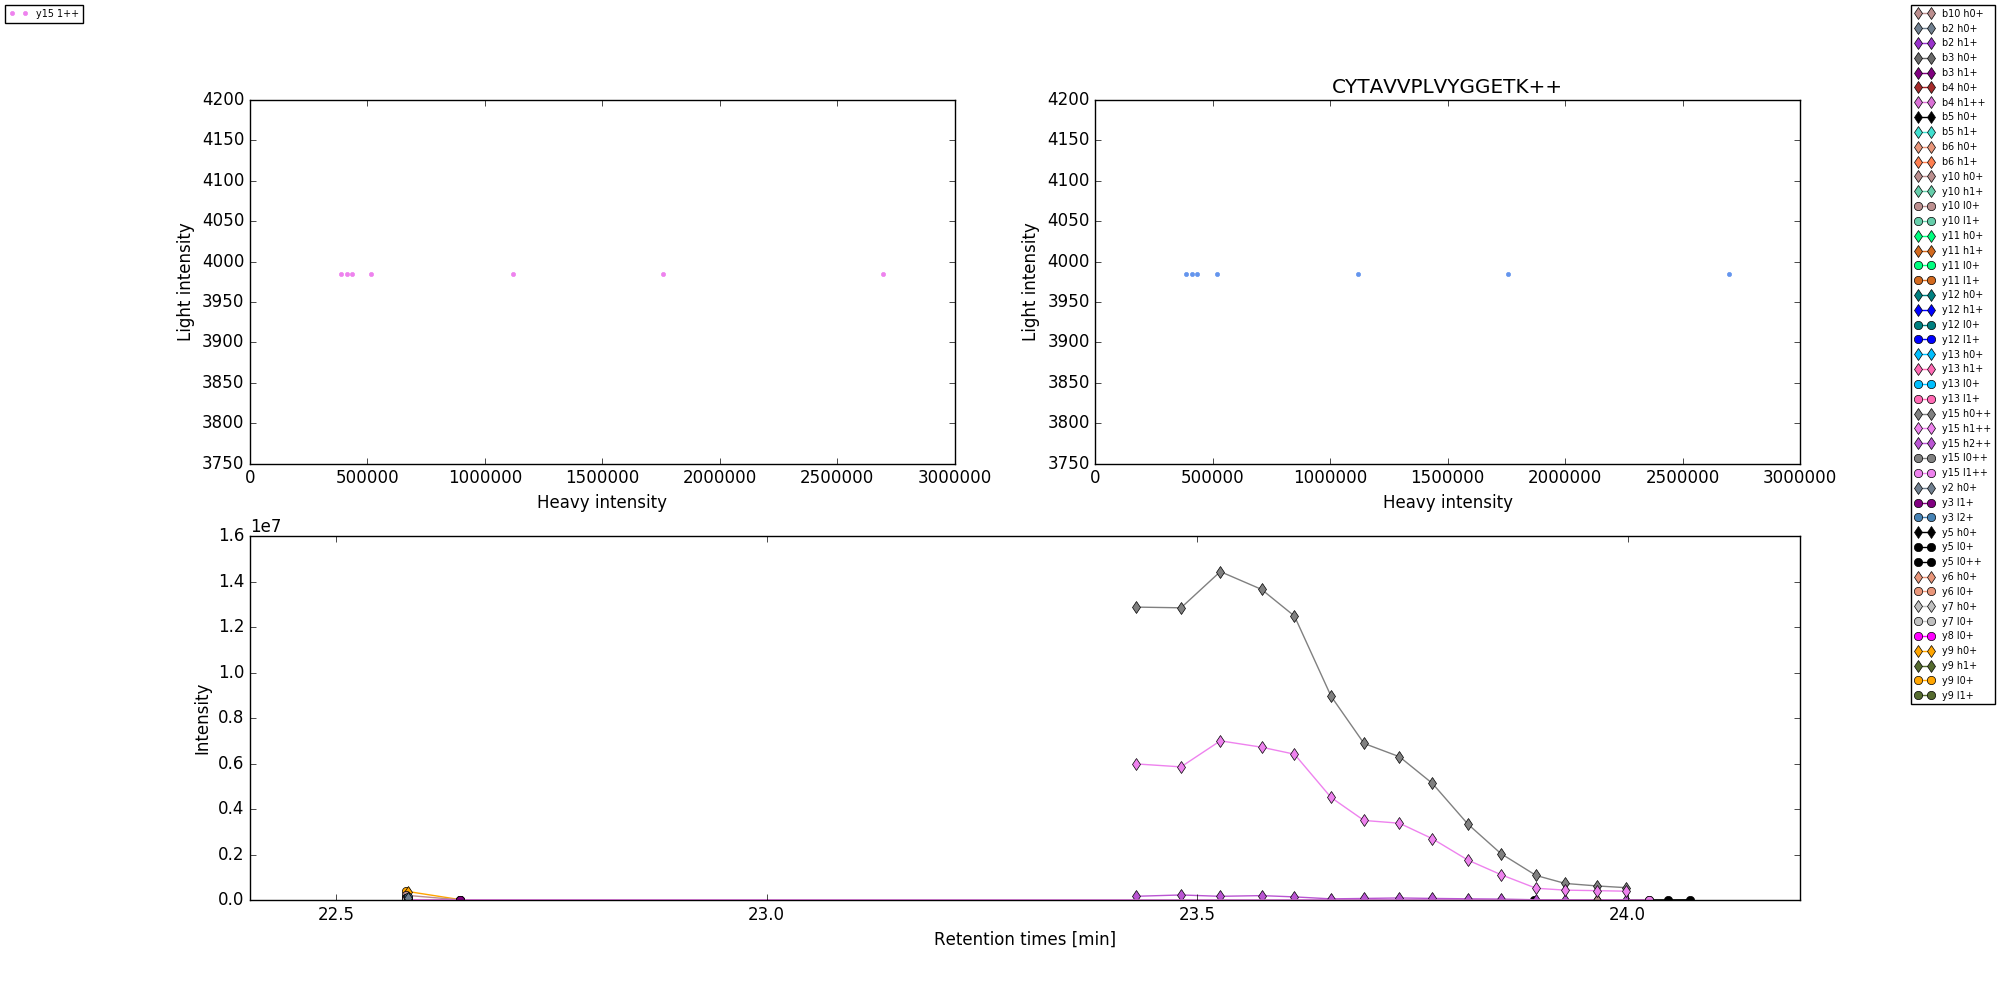 y15 1++
CYTAVVPLVYGGETK++
4200
4150
4100
4050
4000
3950
3900
3850
3800
3750
Light intensity
0 500000 1000000 1500000 2000000 2500000 3000000
Heavy intensity
4200
4150
4100
4050
4000
3950
3900
3850
3800
3750
Light intensity
0 500000 1000000 1500000 2000000 2500000 3000000
Heavy intensity
1e7
1.6
1.4
1.2
1.0
0.8
0.6
0.4
0.2
0.0
Intensity
22.5 23.0 23.5 24.0
Retention times [min]
b10 h0+
b2 h0+
b2 h1+
b3 h0+
b3 h1+
b4 h0+
b4 h1++
b5 h0+
b5 h1+
b6 h0+
b6 h1+
y10 h0+
y10 h1+
y10 l0+
y10 l1+
y11 h0+
y11 h1+
y11 l0+
y11 l1+
y12 h0+
y12 h1+
y12 l0+
y12 l1+
y13 h0+
y13 h1+
y13 l0+
y13 l1+
y15 h0++
y15 h1++
y15 h2++
y15 l0++
y15 l1++
y2 h0+
y3 l1+
y3 l2+
y5 h0+
y5 l0+
y5 l0++
y6 h0+
y6 l0+
y7 h0+
y7 l0+
y8 l0+
y9 h0+
y9 h1+
y9 l0+
y9 l1+